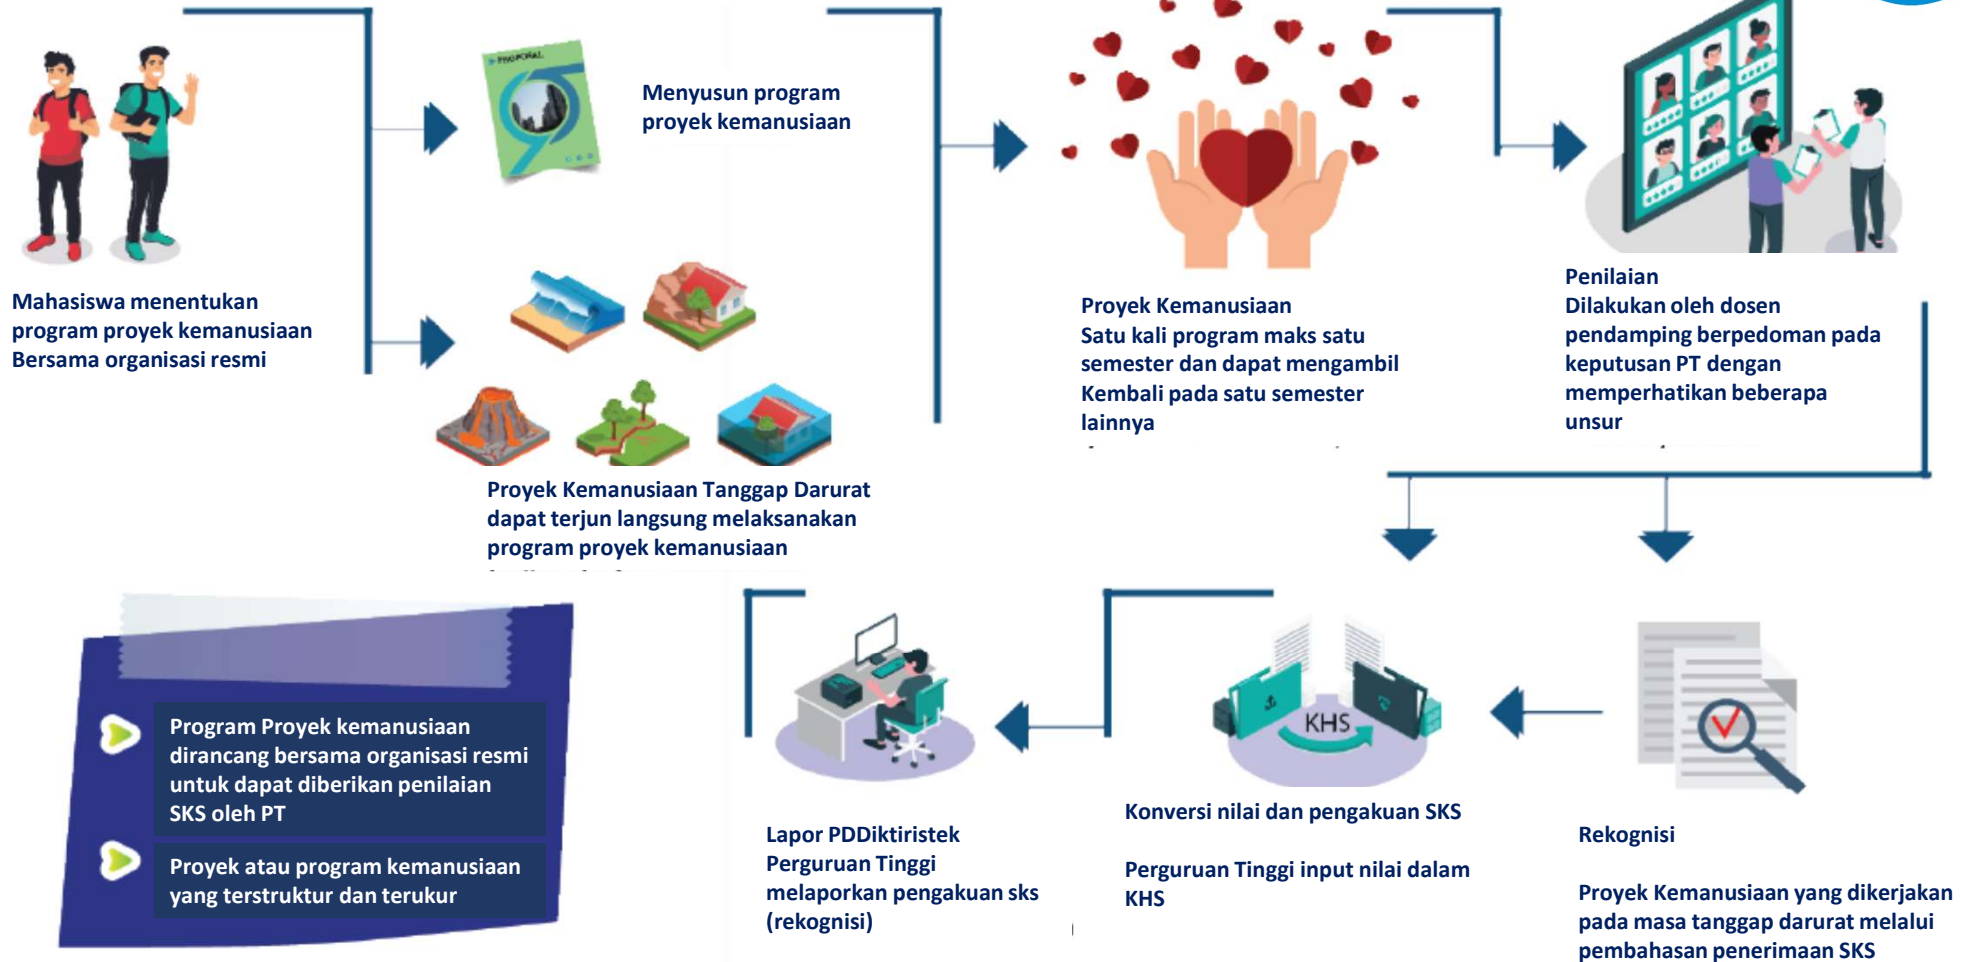 PROPOSAL
Menyusun program
proyek kemanusiaan
Mahasiswa menentukan
program proyek kemanusiaan
Bersama organisasi resmi
Proyek Kemanusiaan Tanggap Darurat
dapat terjun langsung melaksanakan
program proyek kemanusiaan
Proyek Kemanusiaan
Satu kali program maks satu
semester dan dapat mengambil
Kembali pada satu semester
lainnya
Penilaian
Dilakukan oleh dosen
pendamping berpedoman pada
keputusan PT dengan
memperhatikan beberapa
unsur
Rekognisi
Proyek Kemanusiaan yang dikerjakan
pada masa tanggap darurat melalui
pembahasan penerimaan SKS
KHS
Konversi nilai dan pengakuan SKS
Perguruan Tinggi input nilai dalam
KHS
Lapor PDDiktiristek
Perguruan Tinggi
melaporkan pengakuan sks
(rekognisi)
Program Proyek kemanusiaan
dirancang bersama organisasi resmi
untuk dapat diberikan penilaian
SKS oleh PT
Proyek atau program kemanusiaan
yang terstruktur dan terukur